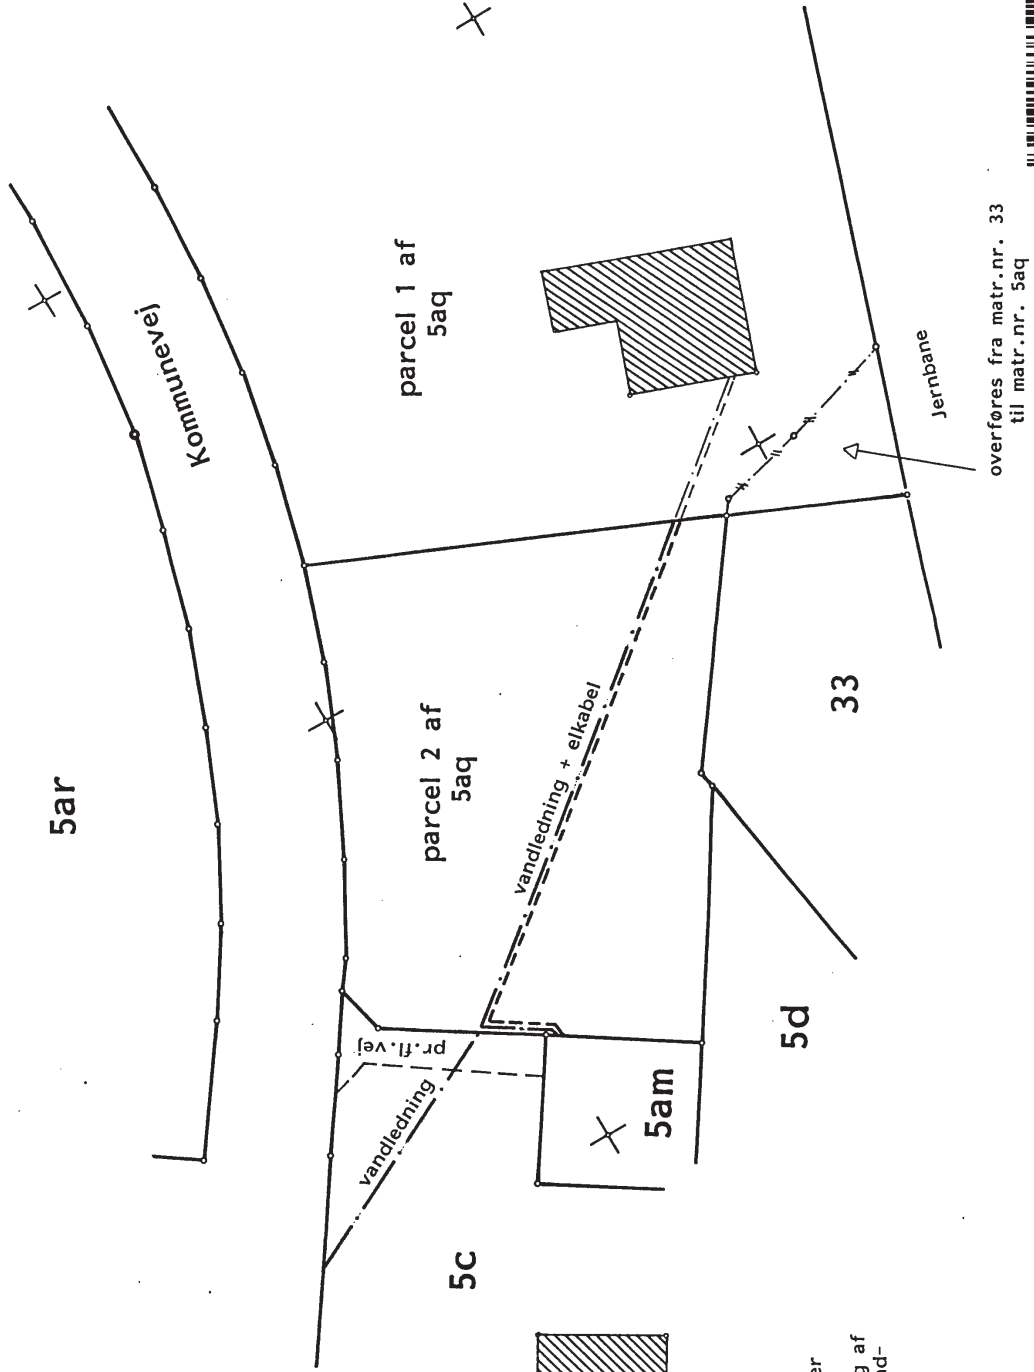 5ar
Kommunevej
parcel 1 af
5aq
parcel 2 af
5aq
vandledning + elkabel
pr.fl.vej
vandledning
5c
5am
5d
33
Jernbane
overføres fra matr.nr. 33
til matr.nr. 5aq
af